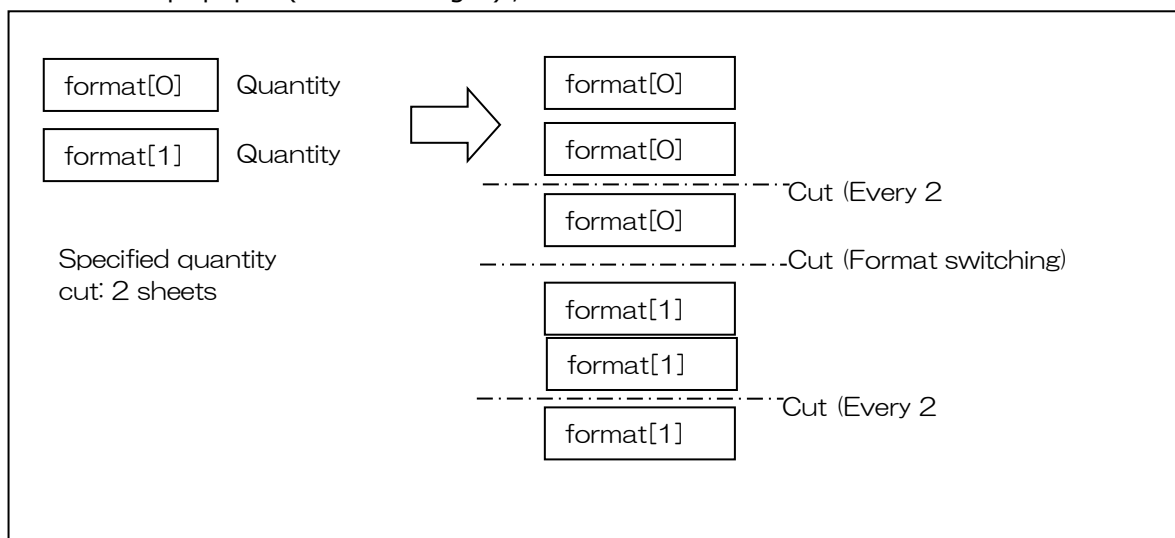 format[0] Quantity
format[1] Quantity
Specified quantity
cut: 2 sheets
format[0]
format[0]
Cut (Every 2
format[0]
Cut (Format switching)
format[1]
format[1]
Cut (Every 2
format[1]